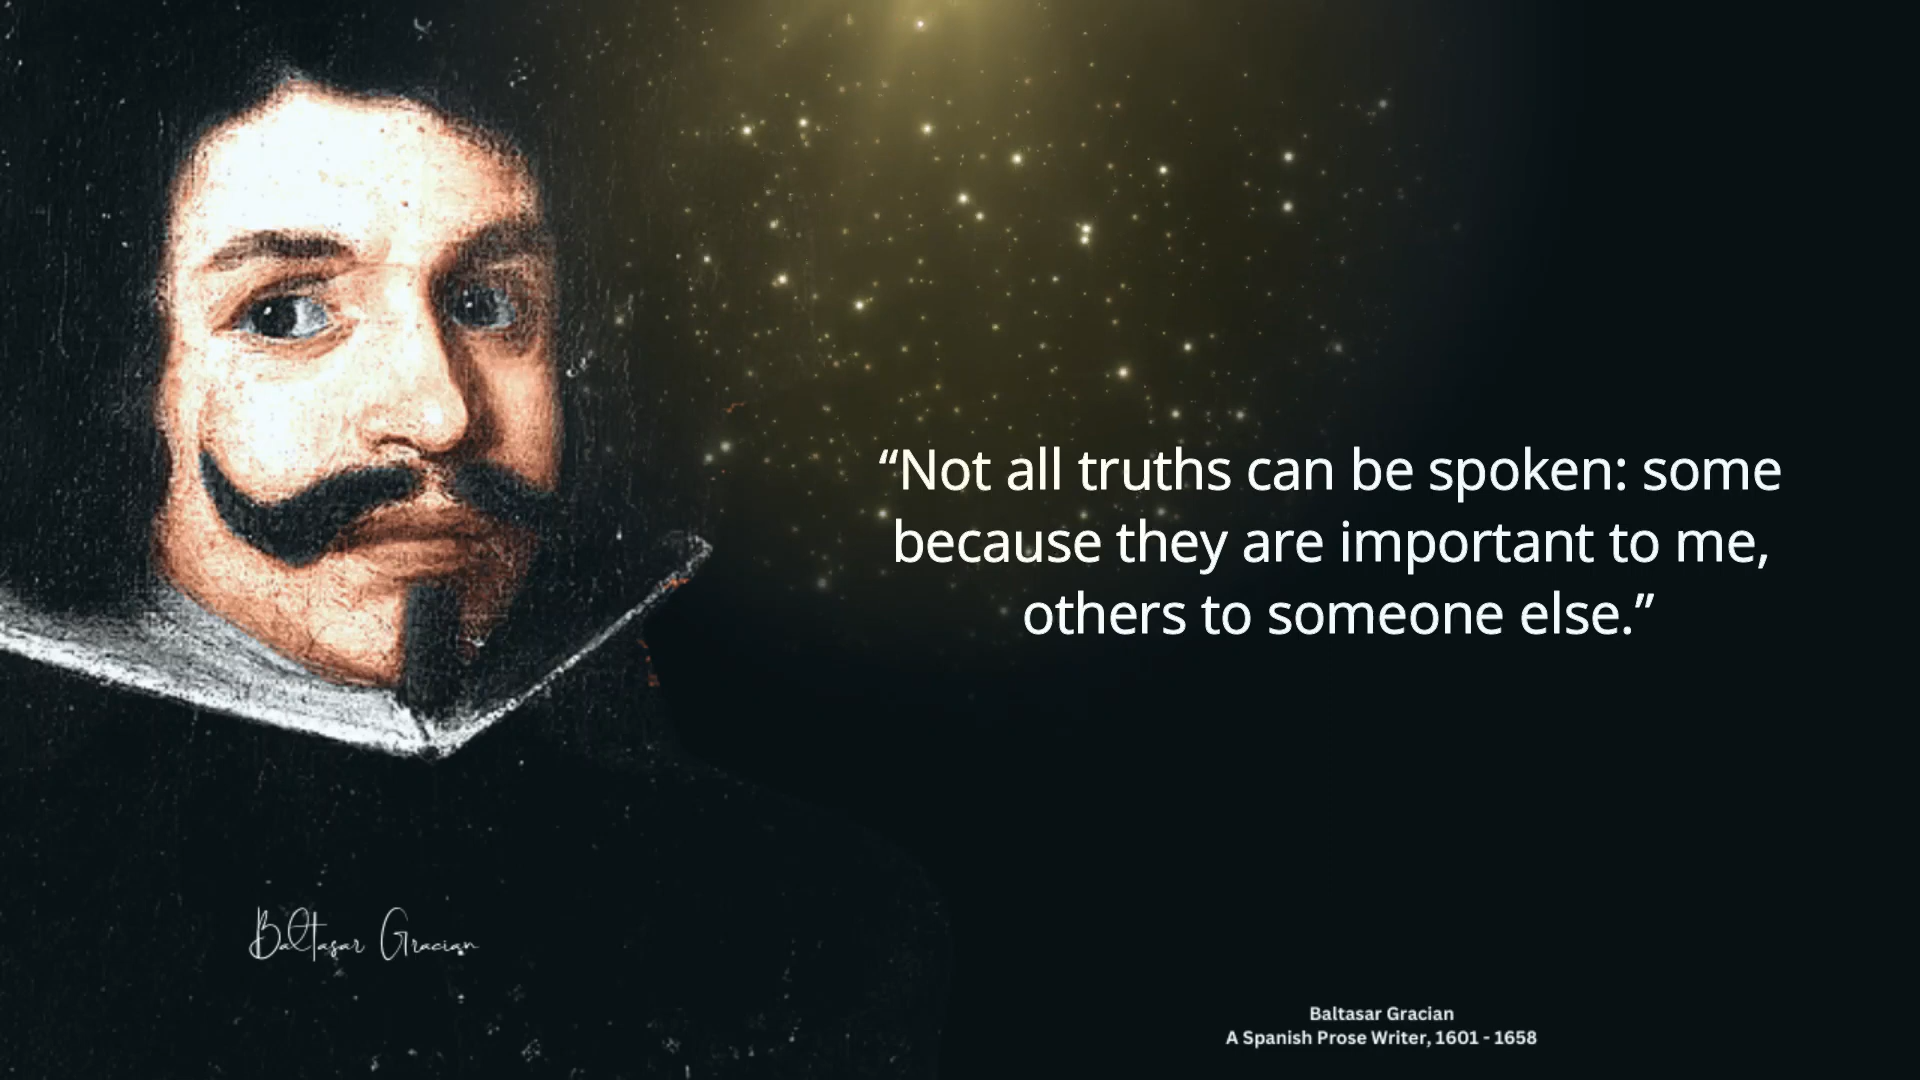 “Not all truths can be spoken: some
because they are important to me,
others to someone else.”
Baltasar Gracian
Baltasar Gracian
A Spanish Prose Writer, 1601 - 1658